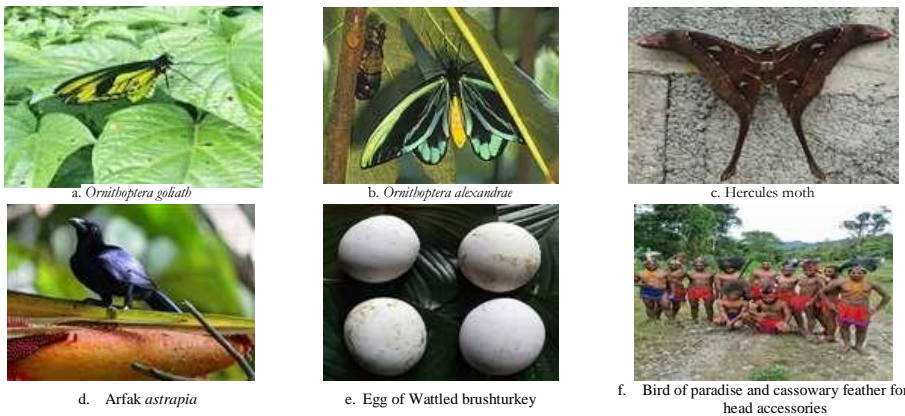 a. Ornithoptera goliath
b. Ornithoptera alexandrae
c. Hercules moth
d. Arfak astrapia
e. Egg of Wattled brushturkey
f. Bird of paradise and cassowary feather for
head accessories